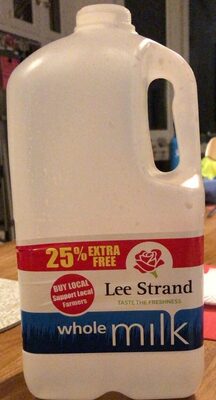 25% EXTRA FREE
BUY LOCAL
Support Local
Farmers
Lee Strand
TASTE THE FRESHNESS
whole milk